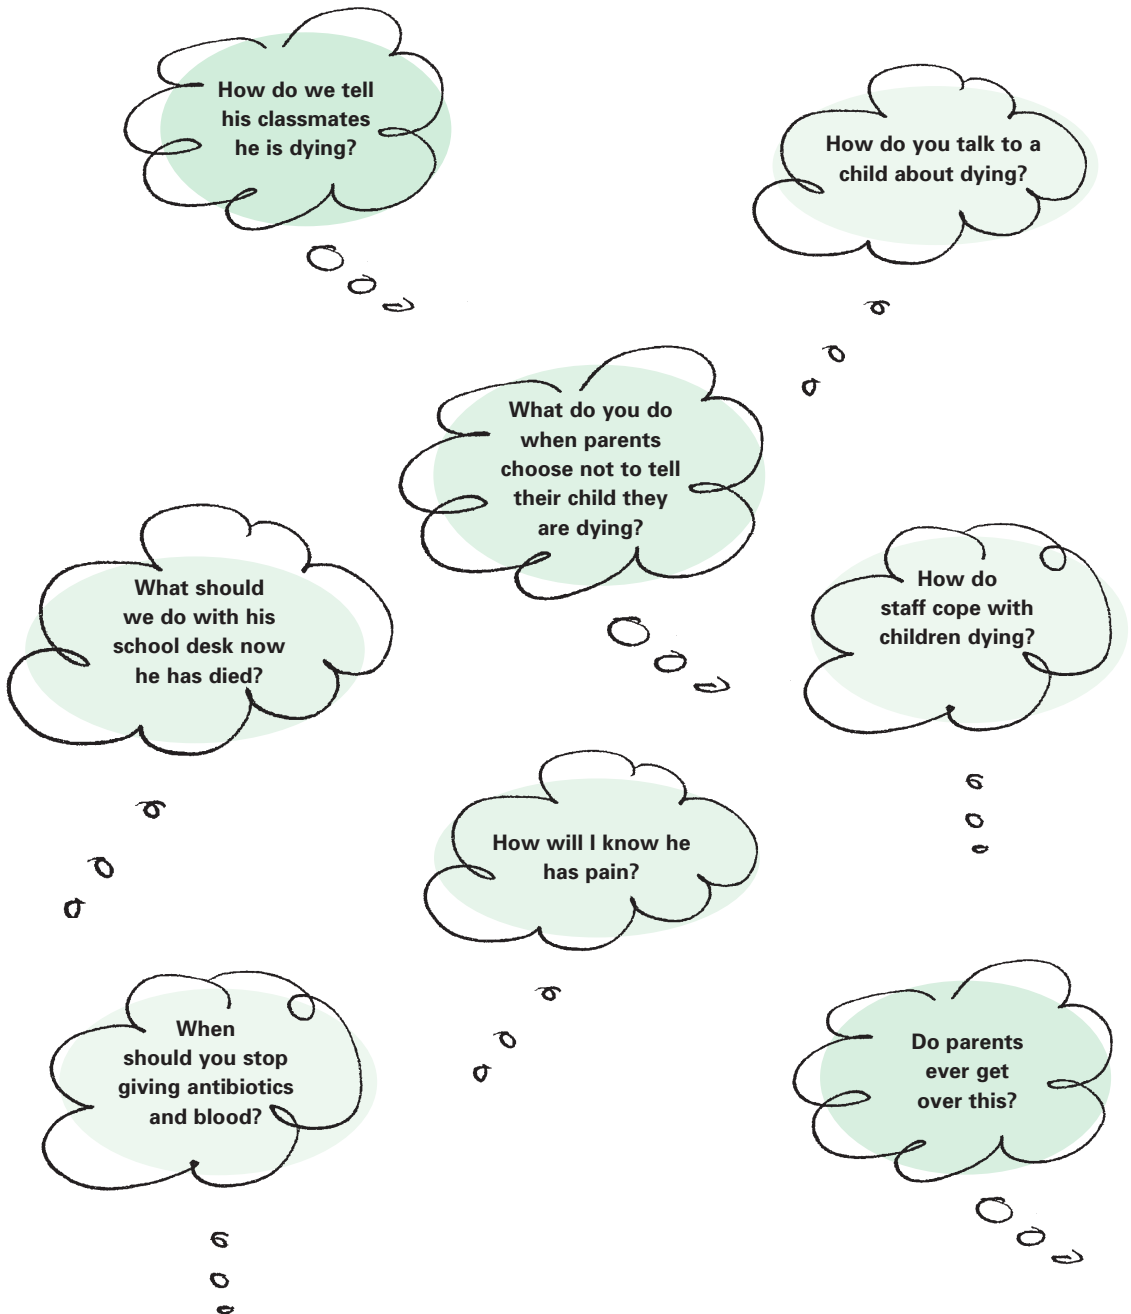 How do we tell
his classmates
he is dying?
How do you talk to a
child about dying?
What do you do
when parents
choose not to tell
their child they
are dying?
What should
we do with his
school desk now
he has died?
How do
staff cope with
children dying?
How will I know he
has pain?
When
should you stop
giving antibiotics
and blood?
Do parents
ever get
over this?